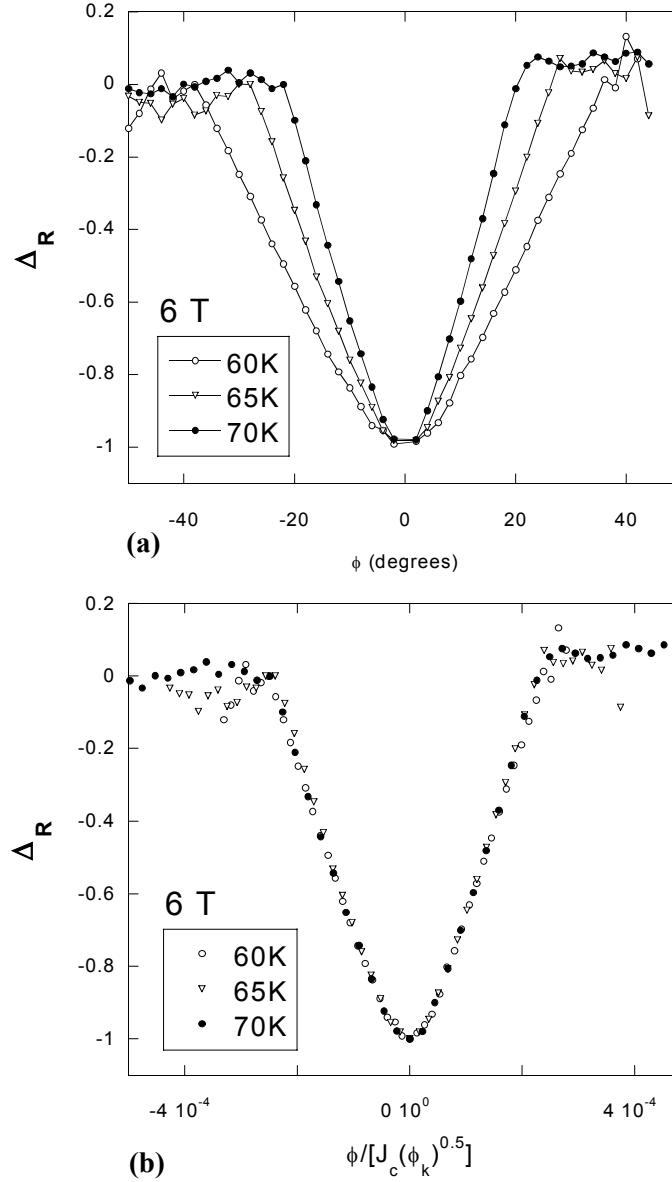 0.2
0
-0.2
-0.4
-0.6
-0.8
-1
Δ_R
6 T
60K
65K
70K
-40 -20 0 20 40
(a)
ϕ (degrees)
0.2
0
-0.2
-0.4
-0.6
-0.8
-1
Δ_R
6 T
60K
65K
70K
-4 10⁻⁴ 0 10⁰ 4 10⁻⁴
(b)
ϕ/[J_c(ϕ_k)^0.5]